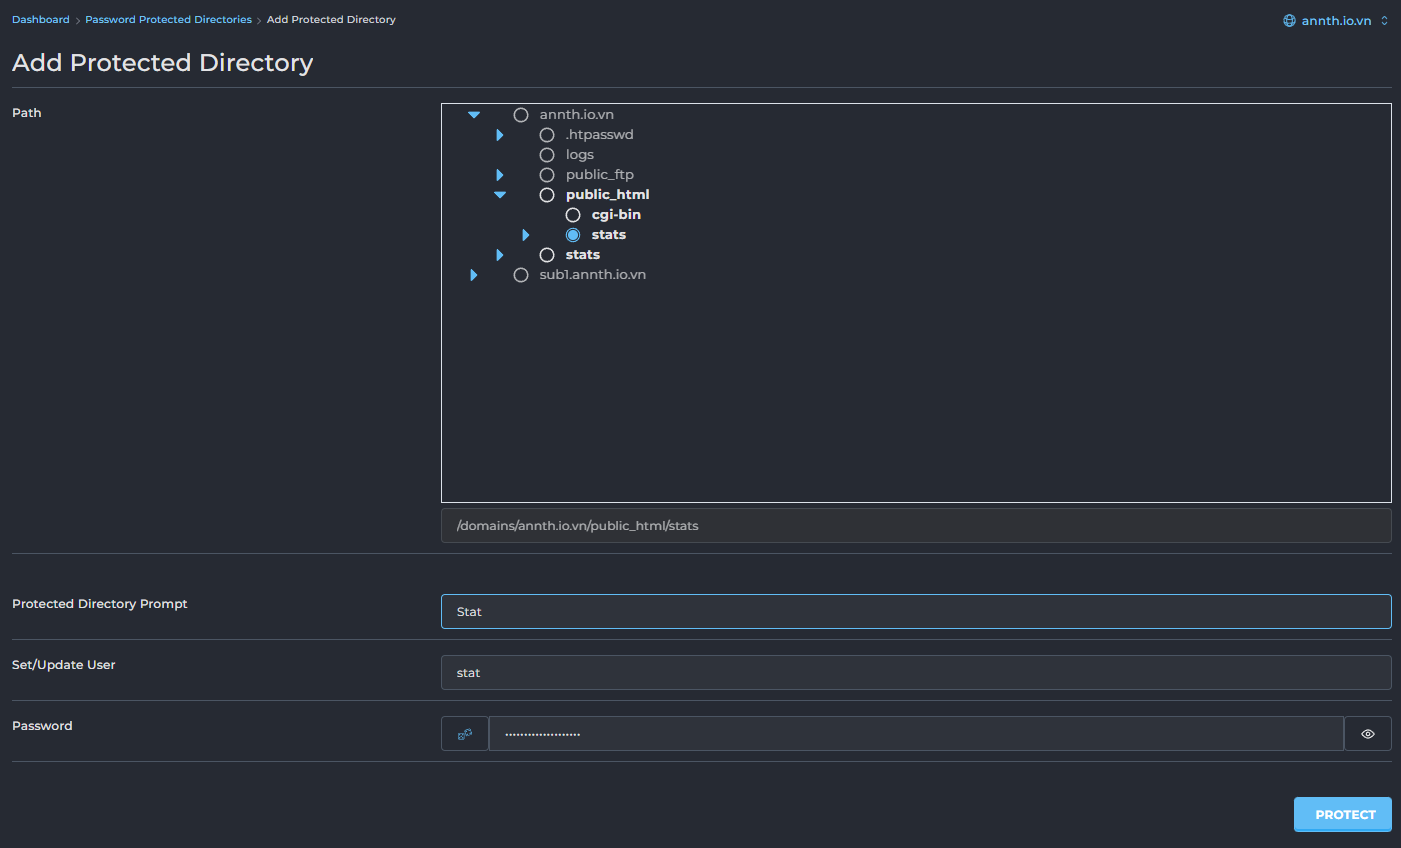 Dashboard > Password Protected Directories > Add Protected Directory
annth.io.vn
Add Protected Directory
Path
annth.io.vn
.htpasswd
logs
public_ftp
public_html
cgi-bin
stats
stats
sub1.annth.io.vn
/domains/annth.io.vn/public_html/stats
Protected Directory Prompt
Stat
Set/Update User
stat
Password
••••••••••••••••••••
PROTECT